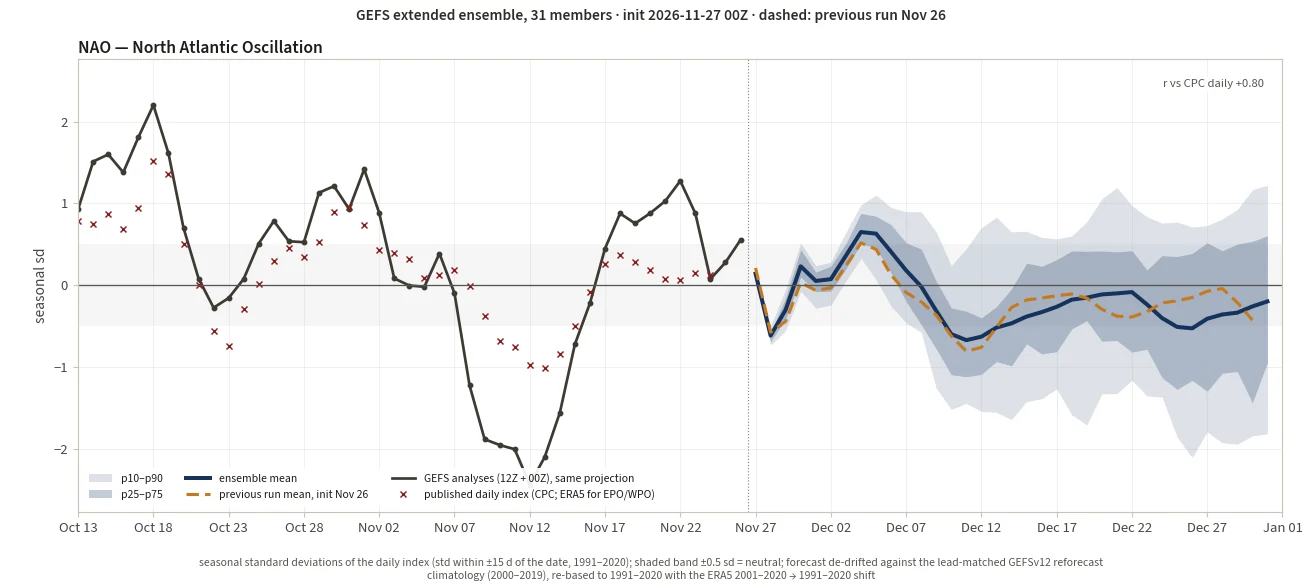 GEFS extended ensemble, 31 members · init 2026-11-27 00Z · dashed: previous run Nov 26
NAO — North Atlantic Oscillation
r vs CPC daily +0.80
seasonal sd
2
1
0
−1
−2
p10–p90
p25–p75
ensemble mean
previous run mean, init Nov 26
GEFS analyses (12Z + 00Z), same projection
published daily index (CPC; ERA5 for EPO/WPO)
Oct 13
Oct 18
Oct 23
Oct 28
Nov 02
Nov 07
Nov 12
Nov 17
Nov 22
Nov 27
Dec 02
Dec 07
Dec 12
Dec 17
Dec 22
Dec 27
Jan 01
seasonal standard deviations of the daily index (std within ±15 d of the date, 1991–2020); shaded band ±0.5 sd = neutral; forecast de-drifted against the lead-matched GEFSv12 reforecast
climatology (2000–2019), re-based to 1991–2020 with the ERA5 2001–2020 → 1991–2020 shift